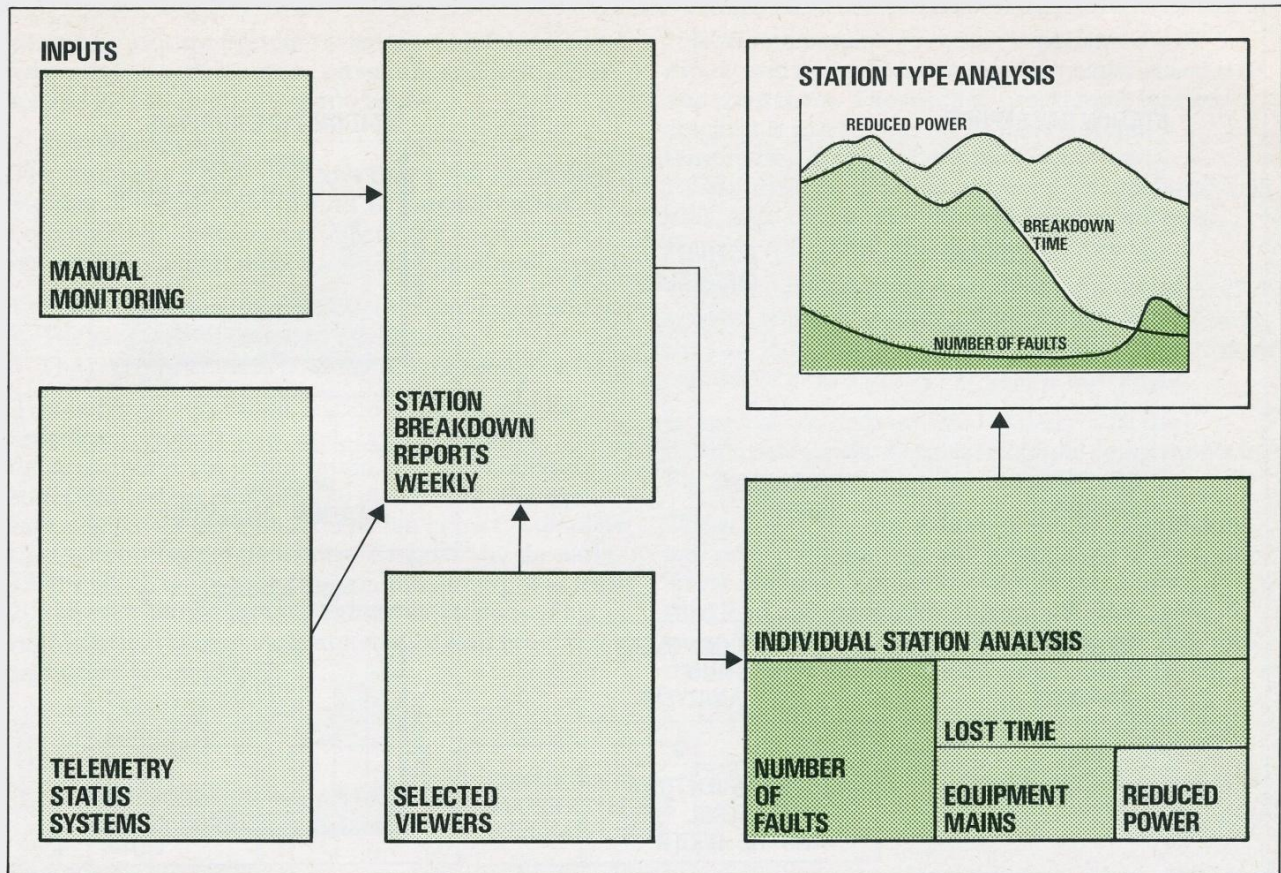 INPUTS
MANUAL
MONITORING
TELEMETRY
STATUS
SYSTEMS
STATION
BREAKDOWN
REPORTS
WEEKLY
SELECTED
VIEWERS
STATION TYPE ANALYSIS
REDUCED POWER
BREAKDOWN
TIME
NUMBER OF FAULTS
INDIVIDUAL STATION ANALYSIS
NUMBER
OF
FAULTS
LOST TIME
EQUIPMENT
MAINS
REDUCED
POWER